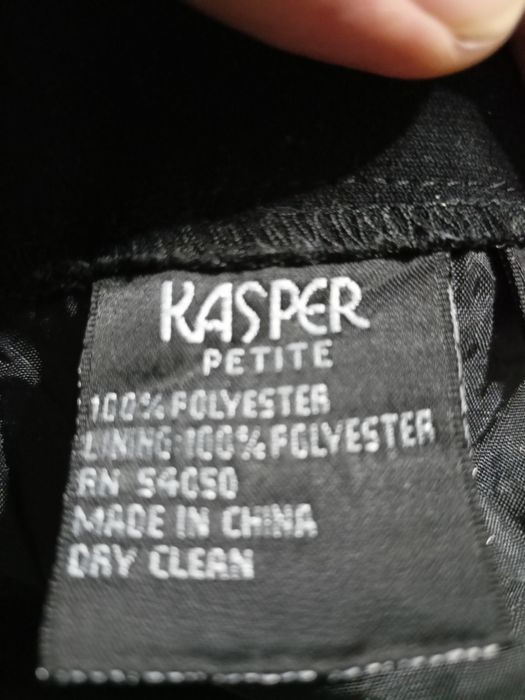 KASPER
PETITE
100% POLYESTER
LINING:100% POLYESTER
RN 54050
MADE IN CHINA
DRY CLEAN